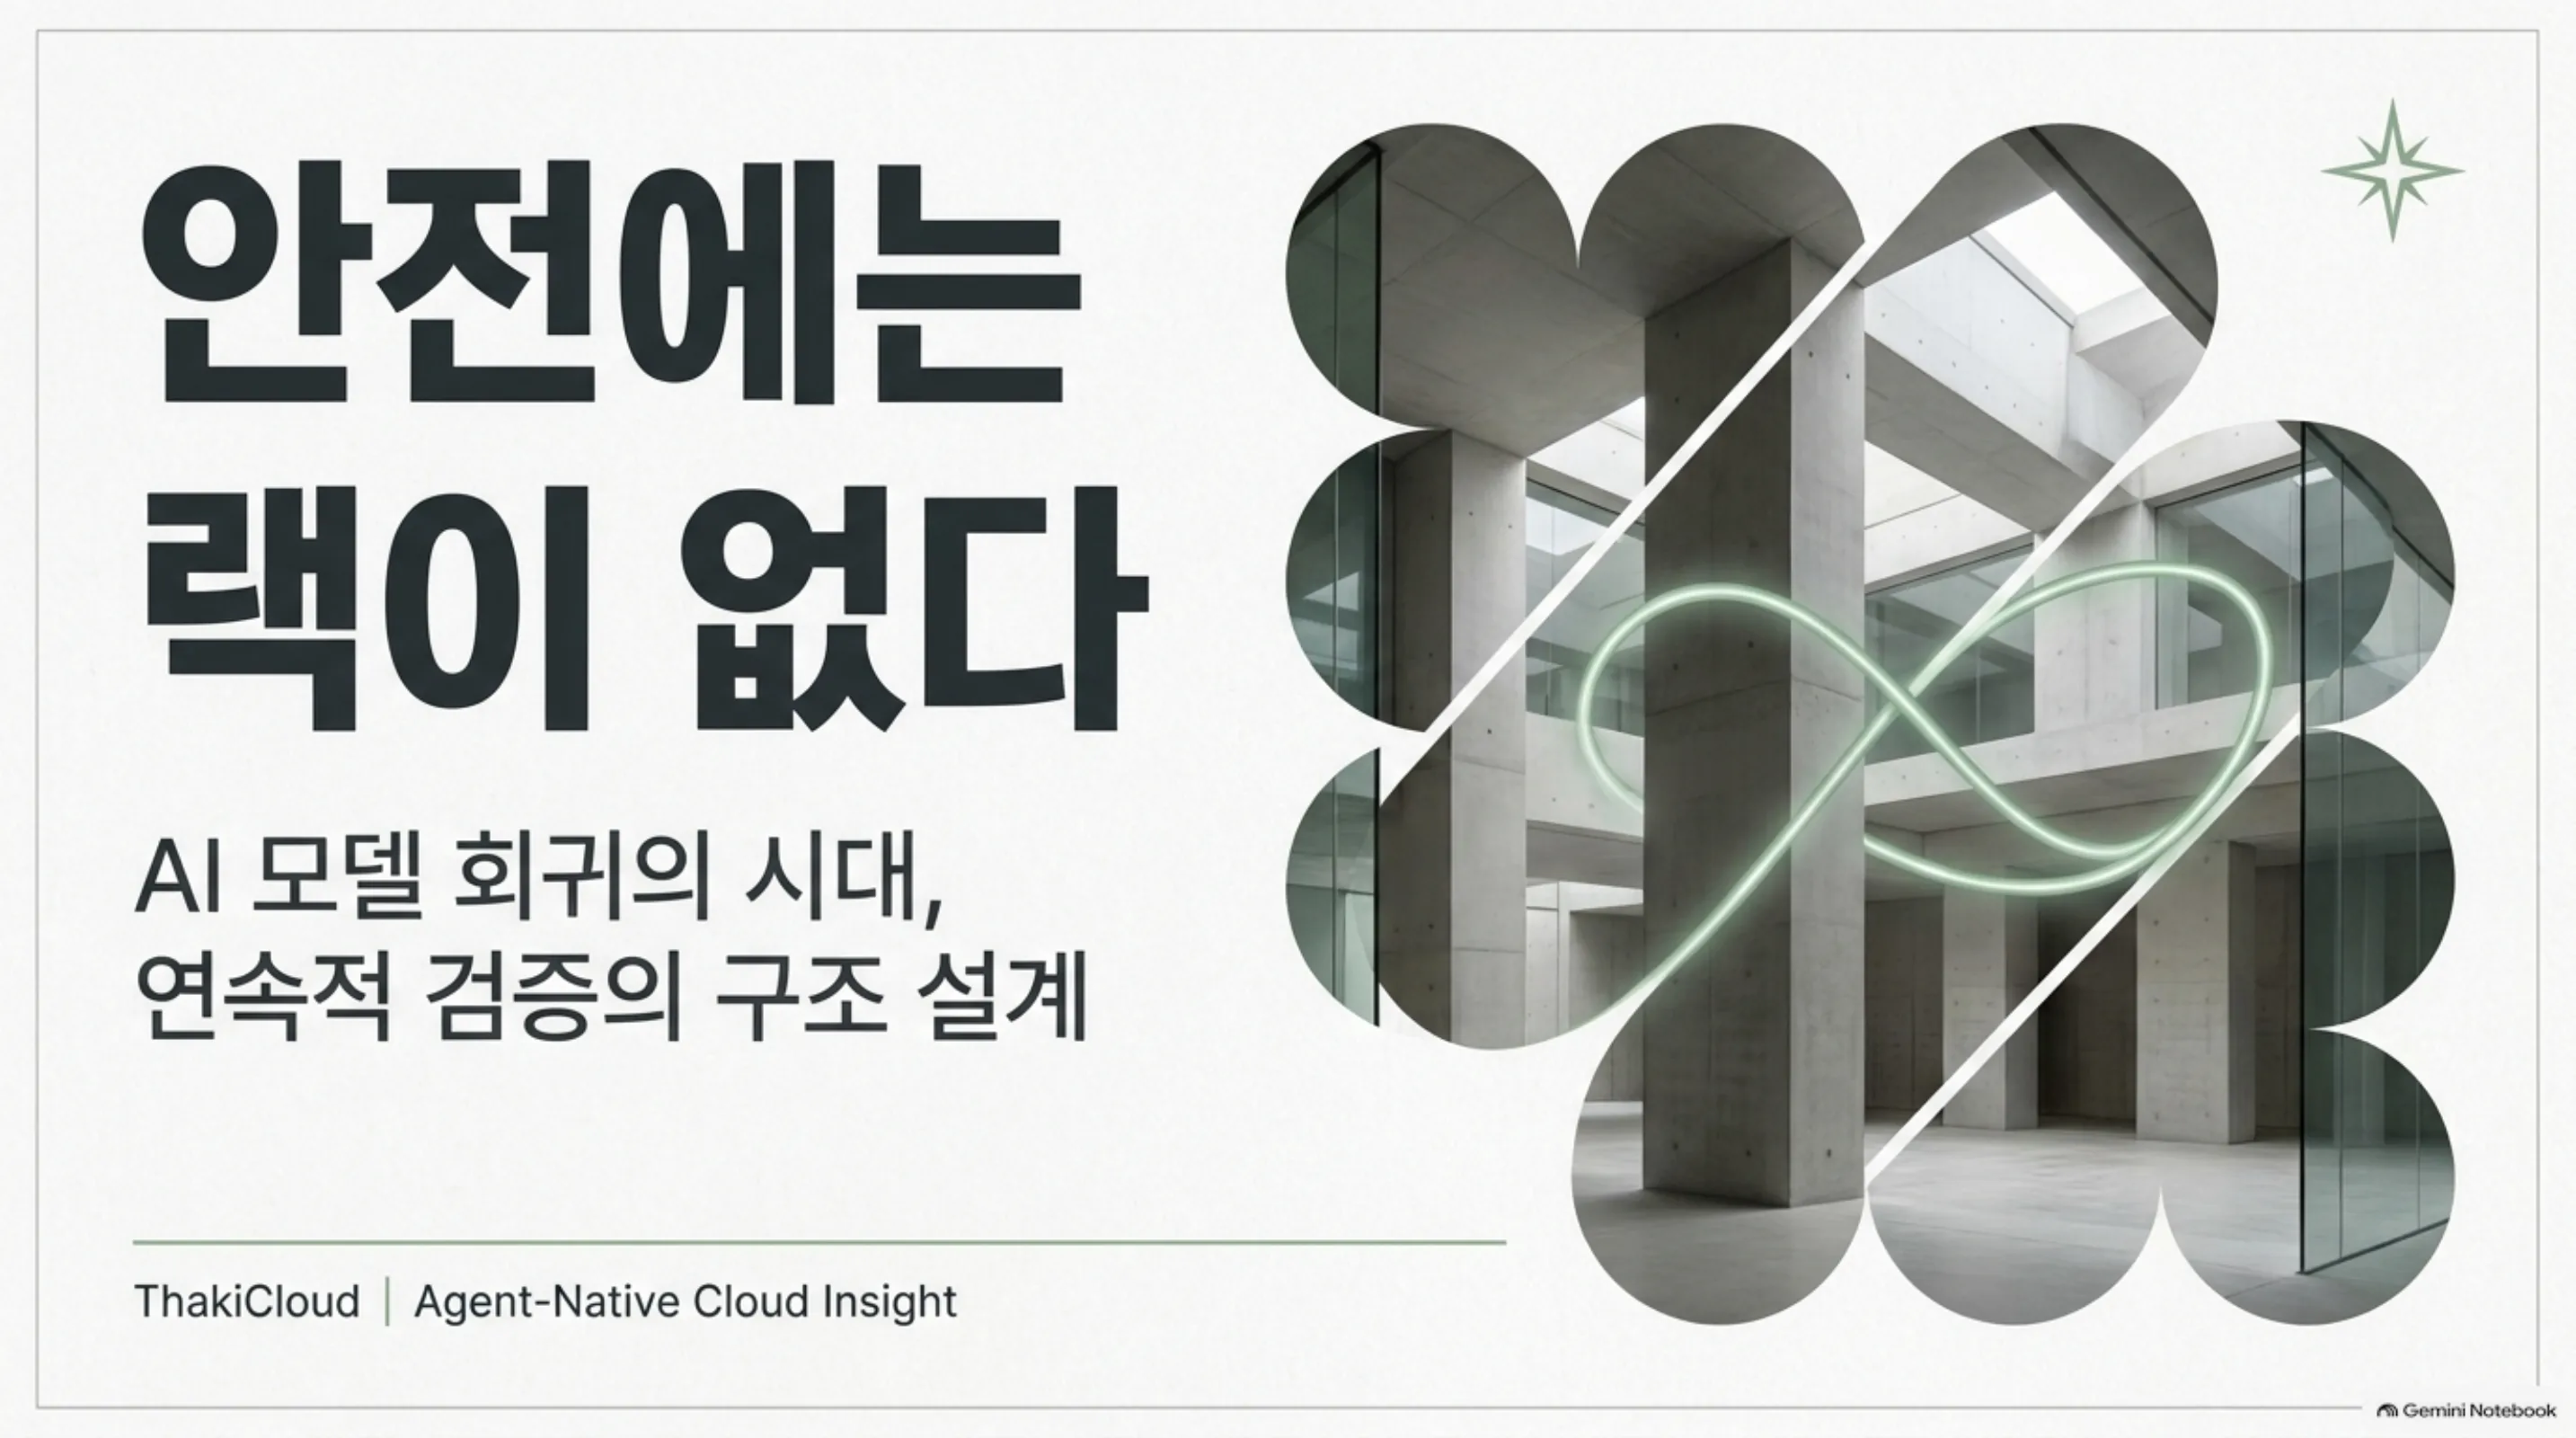 안전에는
랙이 없다
AI 모델 회귀의 시대,
연속적 검증의 구조 설계
ThakiCloud | Agent-Native Cloud Insight
Gemini Notebook